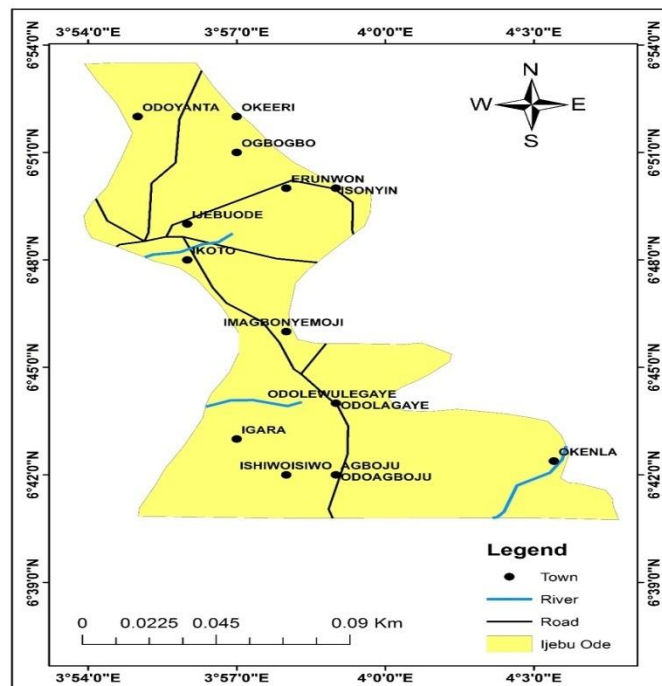 3°54'0"E 3°57'0"E 4°0'0"E 4°3'0"E
6°54'0"N
6°54'0"N
N
W E
S
ODOYANTA OKEERI
OGBOGBO
6°51'0"N
6°51'0"N
ERUNWON
ISONYIN
IJEBUODE
IKOTO
6°48'0"N
6°48'0"N
IMAGBONYEMOJI
6°45'0"N
6°45'0"N
ODOLEWULEGAYE
ODOLAGAYE
IGARA
OKENLA
ISHIWOISIWO AGBOJU
ODOAGBOJU
6°42'0"N
6°42'0"N
Legend
Town
River
Road
Ijebu Ode
6°39'0"N
6°39'0"N
0 0.0225 0.045 0.09 Km
3°54'0"E 3°57'0"E 4°0'0"E 4°3'0"E